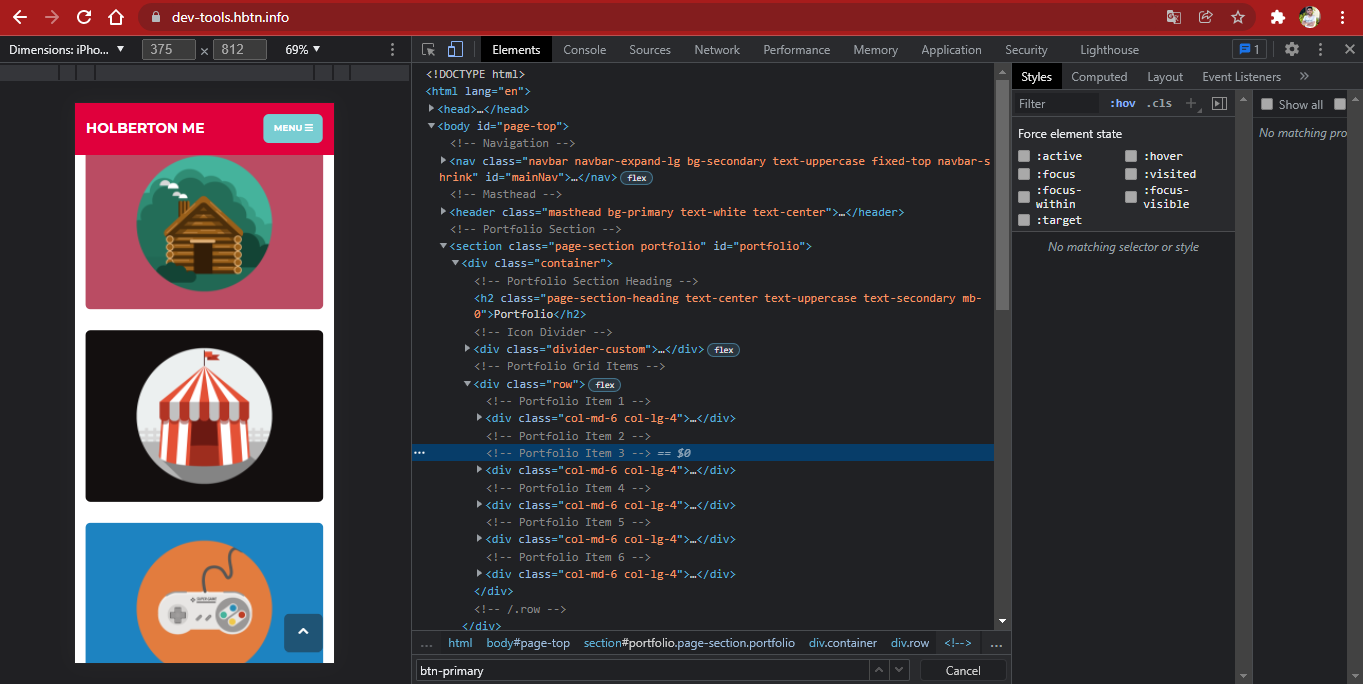 dev-tools.hbtn.info
Dimensions: iPho... ▼ 375 × 812 69% ▼
Elements Console Sources Network Performance Memory Application Security Lighthouse 1
HOLBERTON ME
MENU
<!DOCTYPE html>
<html lang="en">
<head>…</head>
<body id="page-top">
<!-- Navigation -->
<nav class="navbar navbar-expand-lg bg-secondary text-uppercase fixed-top navbar-s
hrink" id="mainNav">…</nav> flex
<!-- Masthead -->
<header class="masthead bg-primary text-white text-center">…</header>
<!-- Portfolio Section -->
<section class="page-section portfolio" id="portfolio">
<div class="container">
<!-- Portfolio Section Heading -->
<h2 class="page-section-heading text-center text-uppercase text-secondary mb-
0">Portfolio</h2>
<!-- Icon Divider -->
<div class="divider-custom">…</div> flex
<!-- Portfolio Grid Items -->
<div class="row"> flex
<!-- Portfolio Item 1 -->
<div class="col-md-6 col-lg-4">…</div>
<!-- Portfolio Item 2 -->
<!-- Portfolio Item 3 --> == $0
<div class="col-md-6 col-lg-4">…</div>
<!-- Portfolio Item 4 -->
<div class="col-md-6 col-lg-4">…</div>
<!-- Portfolio Item 5 -->
<div class="col-md-6 col-lg-4">…</div>
<!-- Portfolio Item 6 -->
<div class="col-md-6 col-lg-4">…</div>
</div>
<!-- /.row -->
</div>
... html body#page-top section#portfolio.page-section.portfolio div.container div.row <!--> ...
btn-primary Cancel
Styles Computed Layout Event Listeners »
Filter :hov .cls + Show all
Force element state
:active :hover
:focus :visited
:focus-within :focus-visible
:target
No matching selector or style
No matching pro